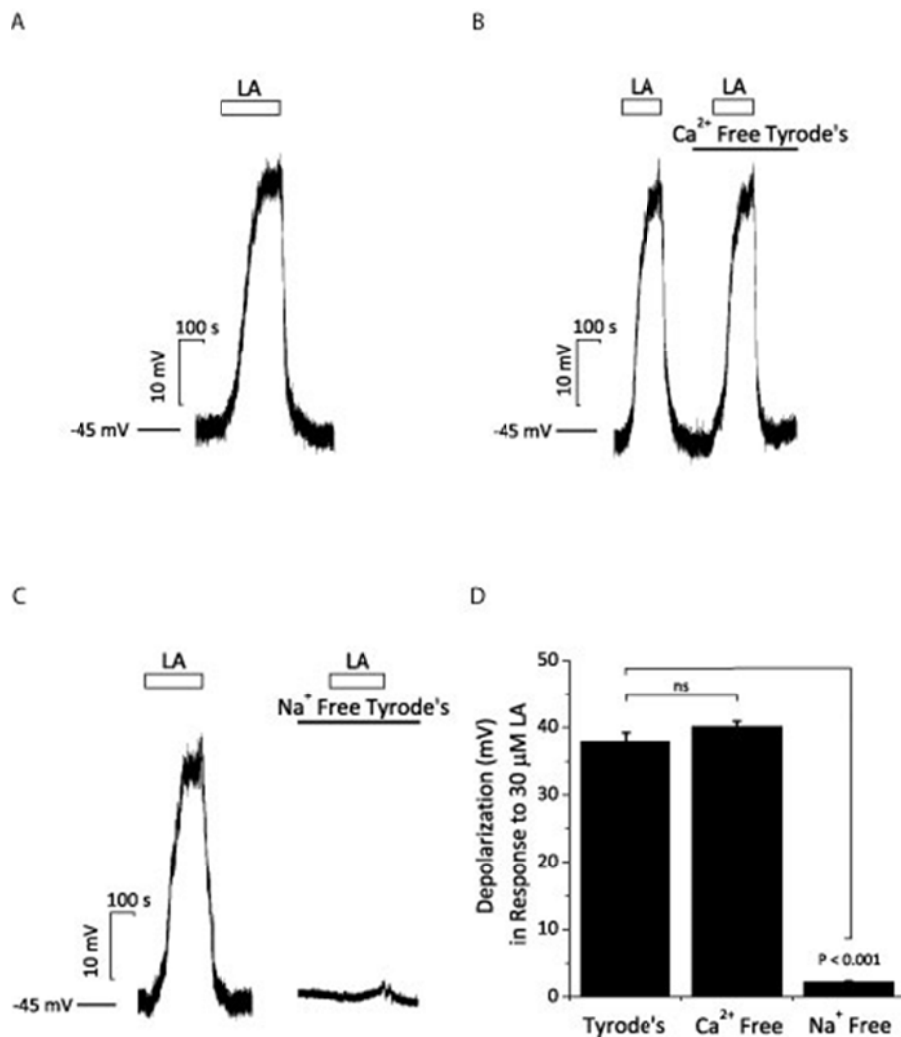 A
LA
100 s
10 mV
-45 mV
B
LA LA
Ca²⁺ Free Tyrode's
100 s
10 mV
-45 mV
C
LA LA
Na⁺ Free Tyrode's
100 s
10 mV
-45 mV
D
Depolarization (mV)
in Response to 30 μM LA
50
40
30
20
10
0
ns
P < 0.001
Tyrode's Ca²⁺ Free Na⁺ Free